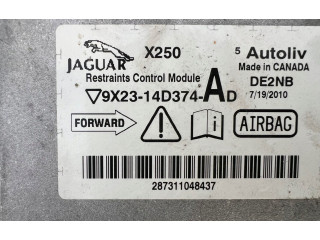 JAGUAR X250 5 Autoliv
Made in CANADA
Restraints Control Module DE2NB
9X23-14D374-AD 7/19/2010
FORWARD AIRBAG
287311048437